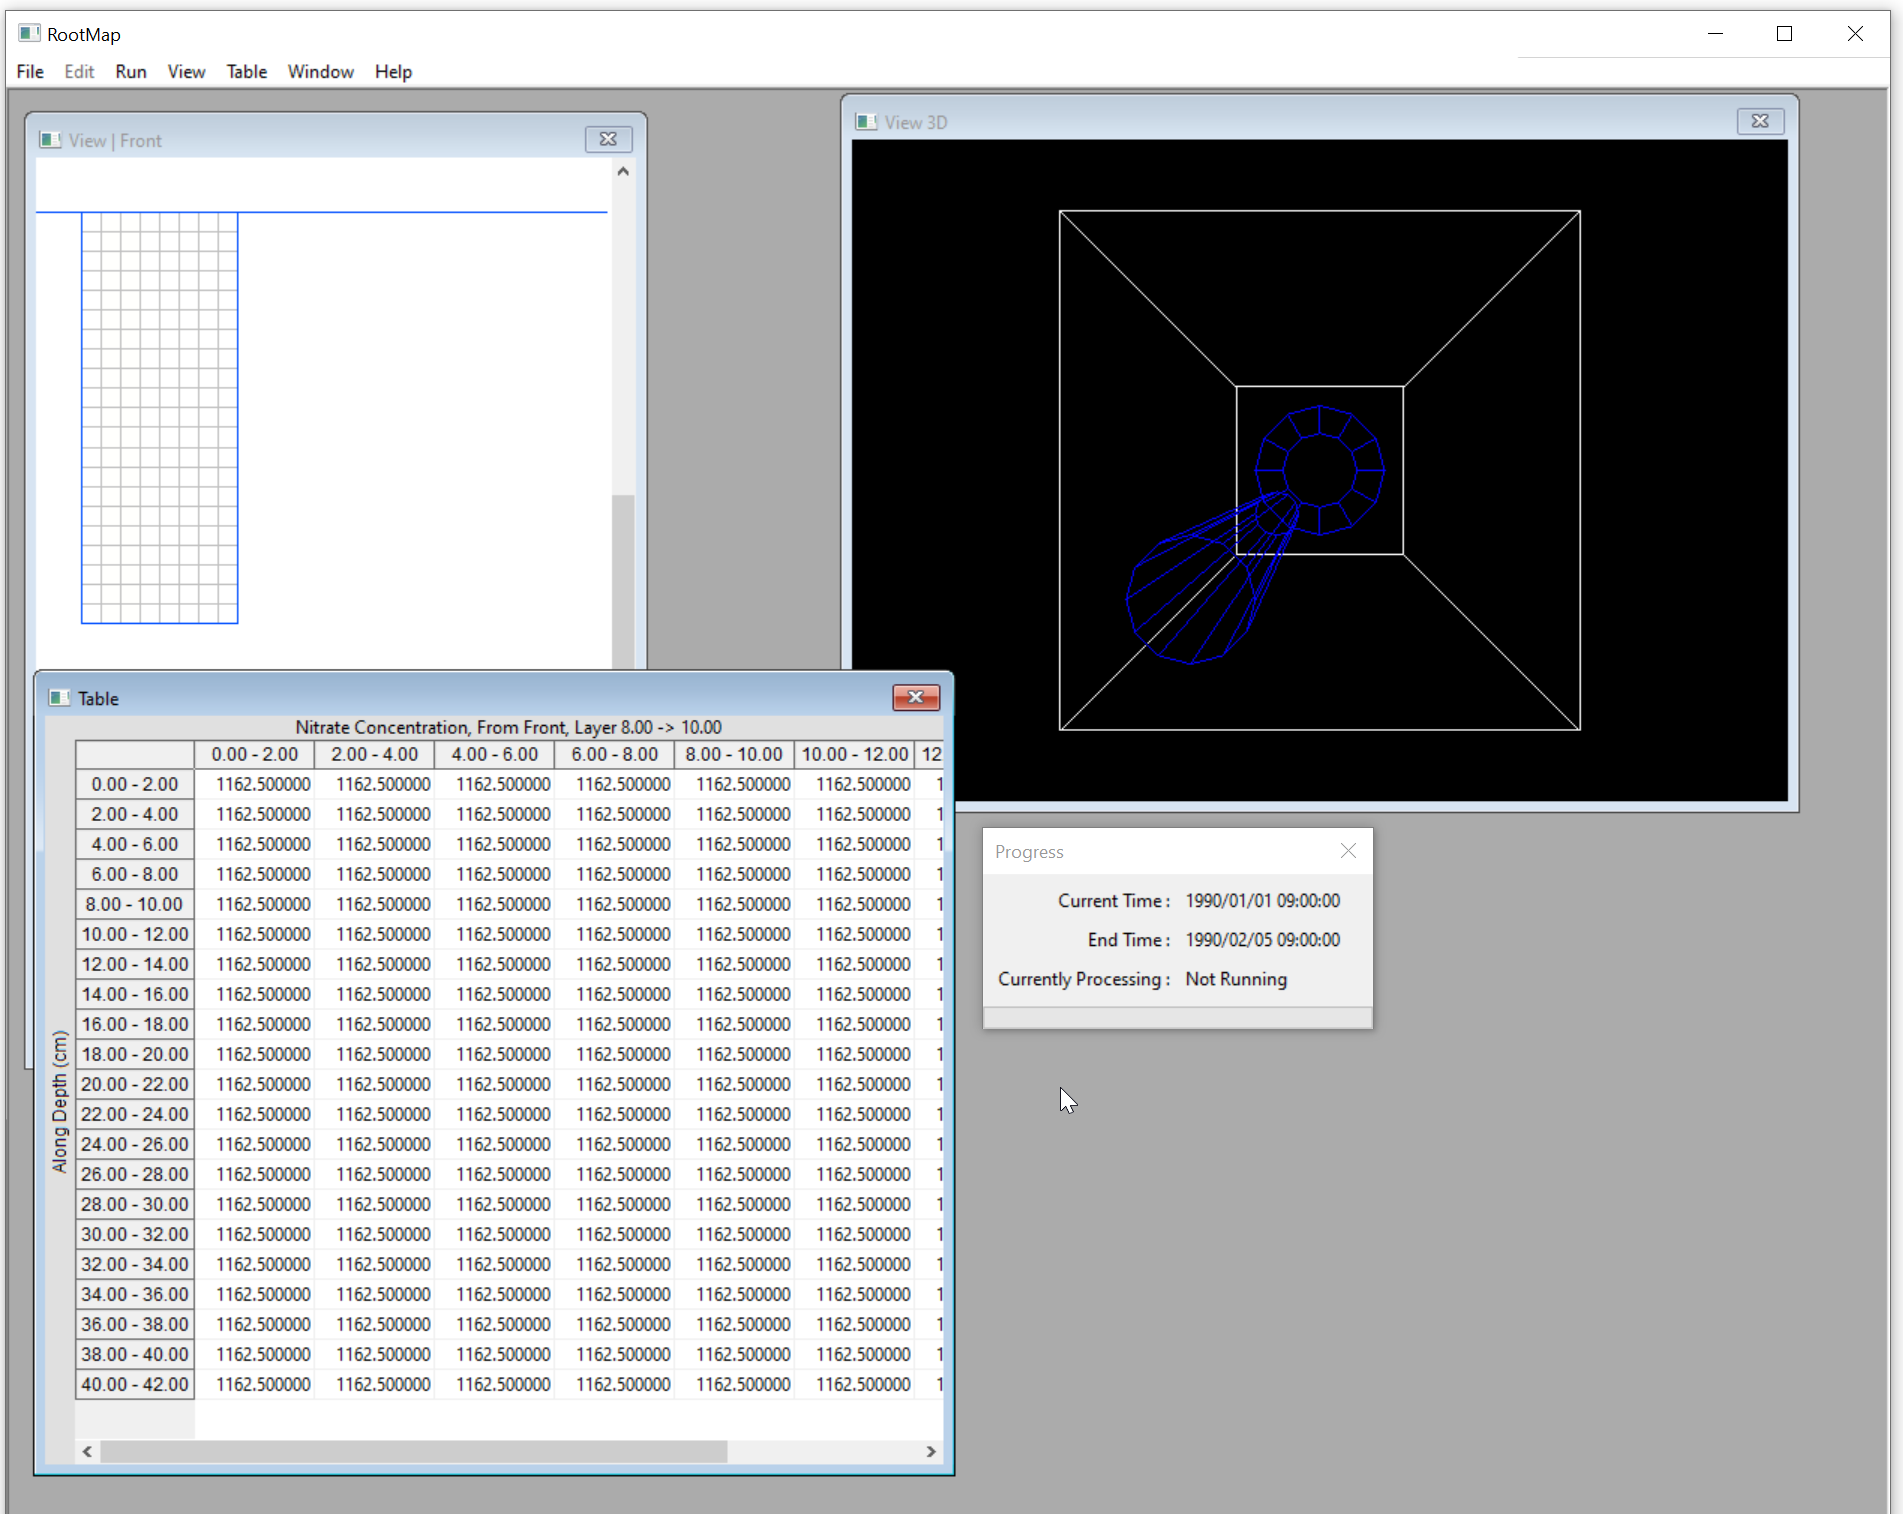 RootMap
File Edit Run View Table Window Help
View | Front
View 3D
Table
Nitrate Concentration, From Front, Layer 8.00 -> 10.00
0.00 - 2.00 2.00 - 4.00 4.00 - 6.00 6.00 - 8.00 8.00 - 10.00 10.00 - 12.00 12
0.00 - 2.00 1162.500000 1162.500000 1162.500000 1162.500000 1162.500000 1162.500000 1
2.00 - 4.00 1162.500000 1162.500000 1162.500000 1162.500000 1162.500000 1162.500000 1
4.00 - 6.00 1162.500000 1162.500000 1162.500000 1162.500000 1162.500000 1162.500000 1
6.00 - 8.00 1162.500000 1162.500000 1162.500000 1162.500000 1162.500000 1162.500000 1
8.00 - 10.00 1162.500000 1162.500000 1162.500000 1162.500000 1162.500000 1162.500000 1
10.00 - 12.00 1162.500000 1162.500000 1162.500000 1162.500000 1162.500000 1162.500000 1
12.00 - 14.00 1162.500000 1162.500000 1162.500000 1162.500000 1162.500000 1162.500000 1
14.00 - 16.00 1162.500000 1162.500000 1162.500000 1162.500000 1162.500000 1162.500000 1
16.00 - 18.00 1162.500000 1162.500000 1162.500000 1162.500000 1162.500000 1162.500000 1
18.00 - 20.00 1162.500000 1162.500000 1162.500000 1162.500000 1162.500000 1162.500000 1
20.00 - 22.00 1162.500000 1162.500000 1162.500000 1162.500000 1162.500000 1162.500000 1
22.00 - 24.00 1162.500000 1162.500000 1162.500000 1162.500000 1162.500000 1162.500000 1
24.00 - 26.00 1162.500000 1162.500000 1162.500000 1162.500000 1162.500000 1162.500000 1
26.00 - 28.00 1162.500000 1162.500000 1162.500000 1162.500000 1162.500000 1162.500000 1
28.00 - 30.00 1162.500000 1162.500000 1162.500000 1162.500000 1162.500000 1162.500000 1
30.00 - 32.00 1162.500000 1162.500000 1162.500000 1162.500000 1162.500000 1162.500000 1
32.00 - 34.00 1162.500000 1162.500000 1162.500000 1162.500000 1162.500000 1162.500000 1
34.00 - 36.00 1162.500000 1162.500000 1162.500000 1162.500000 1162.500000 1162.500000 1
36.00 - 38.00 1162.500000 1162.500000 1162.500000 1162.500000 1162.500000 1162.500000 1
38.00 - 40.00 1162.500000 1162.500000 1162.500000 1162.500000 1162.500000 1162.500000 1
40.00 - 42.00 1162.500000 1162.500000 1162.500000 1162.500000 1162.500000 1162.500000 1
Along Depth (cm)
Progress
Current Time : 1990/01/01 09:00:00
End Time : 1990/02/05 09:00:00
Currently Processing : Not Running